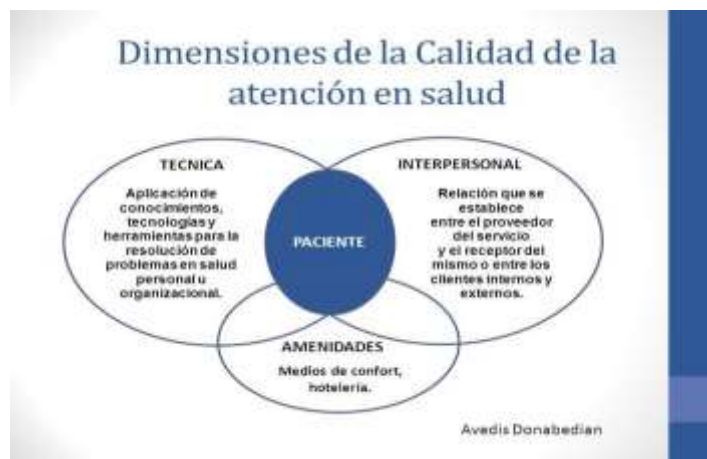 Dimensiones de la Calidad de la
atención en salud
TECNICA
Aplicación de
conocimientos,
tecnologías y
herramientas para la
resolución de
problemas en salud
personal u
organizacional.
PACIENTE
INTERPERSONAL
Relación que se
establece
entre el proveedor
del servicio
y el receptor del
mismo o entre los
clientes internos y
externos.
AMENIDADES
Medios de confort,
hotelería.
Avedis Donabedian